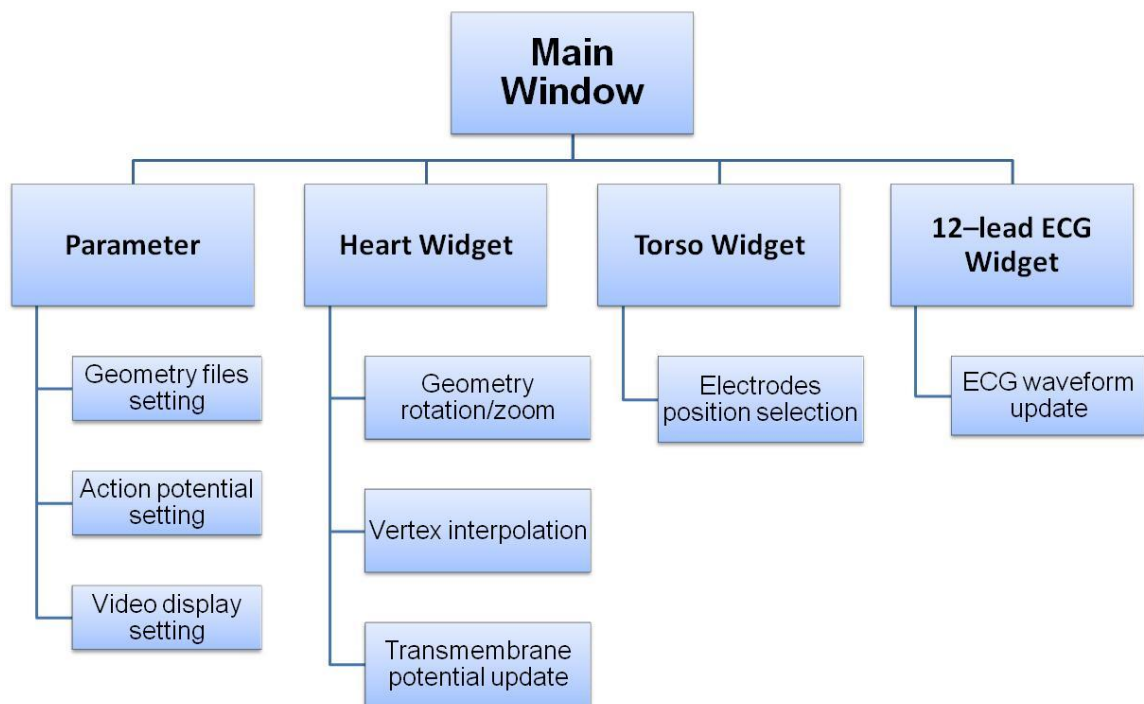 Main
Window
Parameter
Heart Widget
Torso Widget
12–lead ECG
Widget
Geometry files
setting
Action potential
setting
Video display
setting
Geometry
rotation/zoom
Vertex interpolation
Transmembrane
potential update
Electrodes
position selection
ECG waveform
update